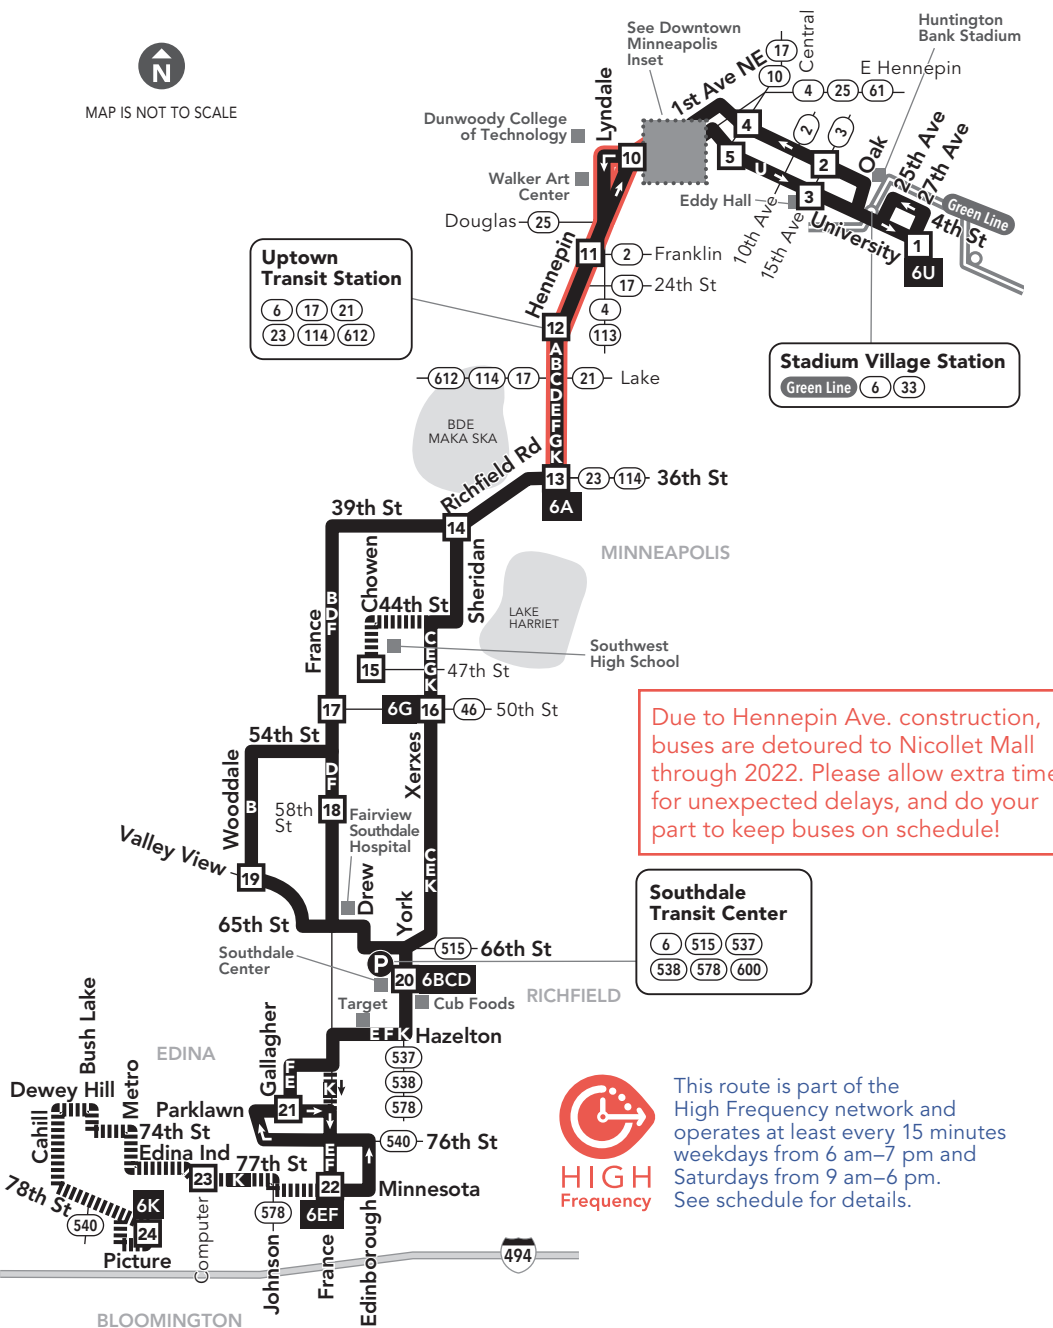 N
MAP IS NOT TO SCALE
See Downtown
Minneapolis
Inset
1st Ave NE
17
10
Central
Huntington
Bank Stadium
E Hennepin
4
25
61
Dunwoody College
of Technology
Lyndale
Walker Art
Center
10
4
5
U
2
3
2
3
Oak
25th Ave
27th Ave
Green Line
4th St
Eddy Hall
10th Ave
15th Ave
University
1
6U
Douglas
25
Hennepin
11
2
Franklin
17
24th St
4
113
12
Uptown
Transit Station
6
17
21
23
114
612
Stadium Village Station
Green Line
6
33
A
B
C
D
E
F
G
K
612
114
17
21
Lake
BDE
MAKA SKA
Richfield Rd
13
23
114
36th St
6A
39th St
14
MINNEAPOLIS
Sheridan
Chowen
44th St
LAKE
HARRIET
B
D
F
France
C
E
G
K
Southwest
High School
15
47th St
17
6G
16
46
50th St
54th St
Wooddale
B
D
F
Xerxes
58th
St
18
Fairview
Southdale
Hospital
Valley View
19
Drew
York
C
E
K
65th St
515
66th St
Due to Hennepin Ave. construction,
buses are detoured to Nicollet Mall
through 2022. Please allow extra time
for unexpected delays, and do your
part to keep buses on schedule!
Southdale
Transit Center
6
515
537
538
578
600
Southdale
Center
P
20
6BCD
RICHFIELD
Target
Cub Foods
E F K
Hazelton
537
538
578
EDINA
Gallagher
F
E
K
Bush Lake
Dewey Hill
Metro
Cahill
Parklawn
21
74th St
540
76th St
Edina Ind
77th St
E
F
23
K
22
Minnesota
78th St
540
6K
24
578
6EF
Picture
Computer
Johnson
France
Edinborough
494
BLOOMINGTON
HIGH
Frequency
This route is part of the
High Frequency network and
operates at least every 15 minutes
weekdays from 6 am–7 pm and
Saturdays from 9 am–6 pm.
See schedule for details.